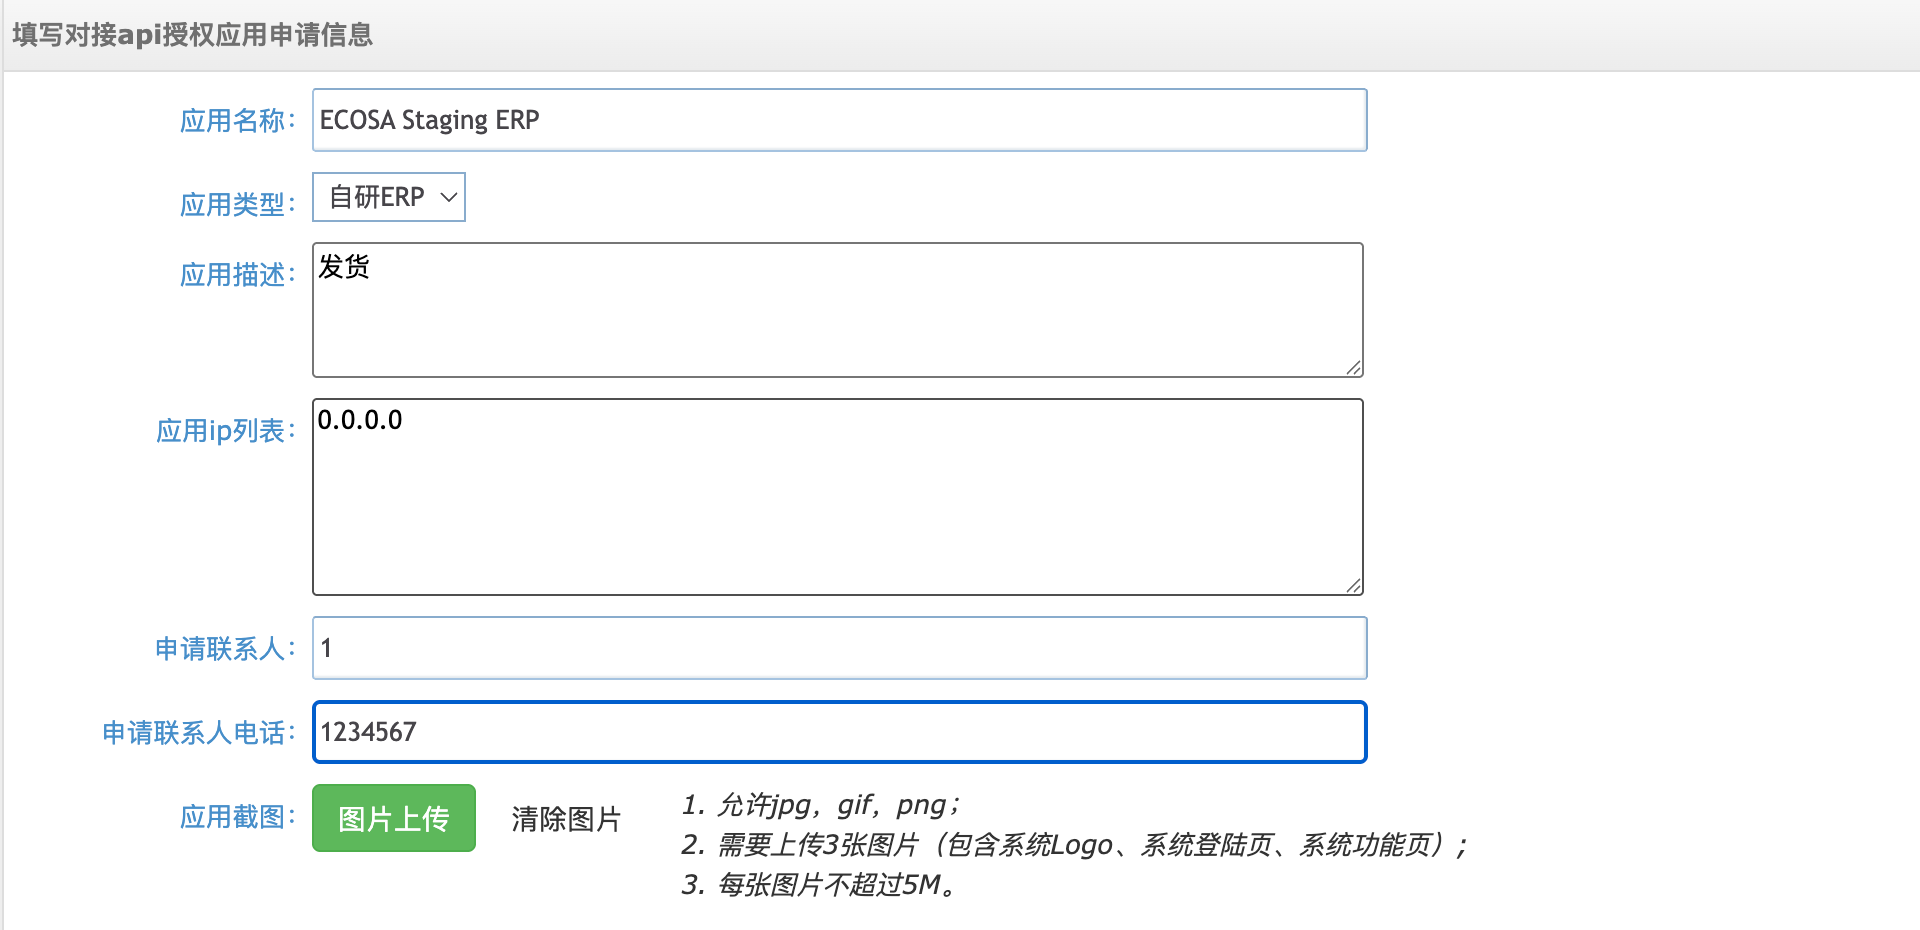 填写对接api授权应用申请信息
应用名称： ECOSA Staging ERP
应用类型： 自研ERP
应用描述： 发货
应用ip列表： 0.0.0.0
申请联系人： 1
申请联系人电话： 1234567
应用截图： 图片上传 清除图片
1. 允许jpg，gif，png；
2. 需要上传3张图片（包含系统Logo、系统登陆页、系统功能页）；
3. 每张图片不超过5M。